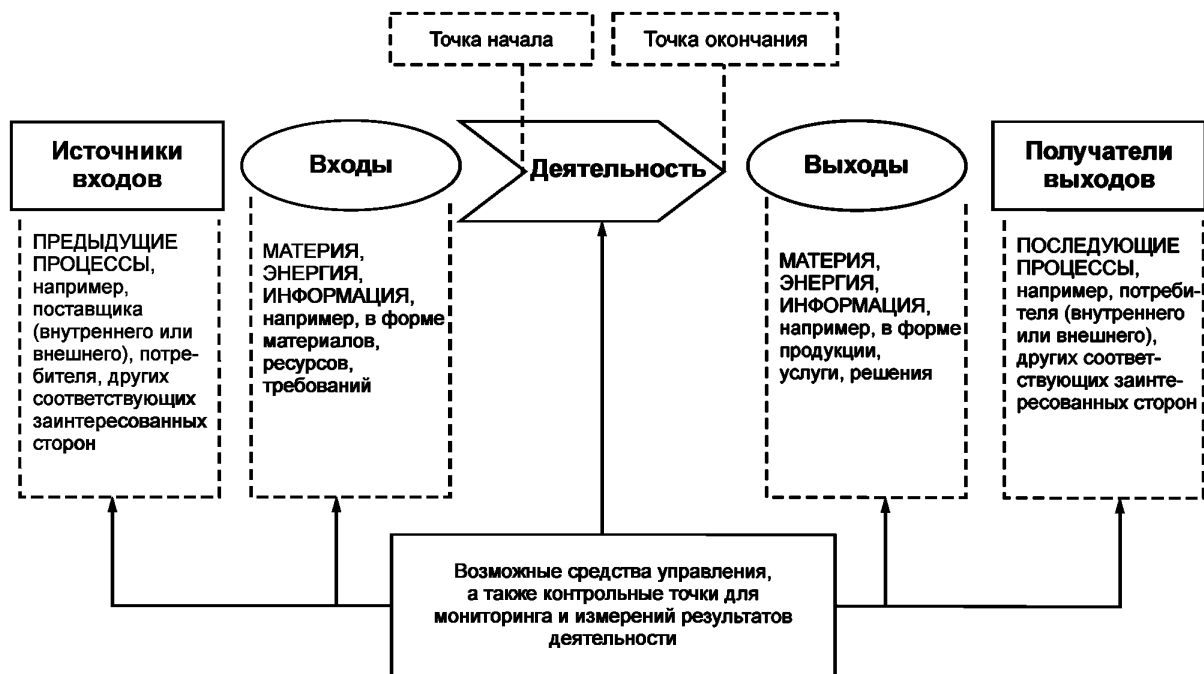 Точка начала
Точка окончания
Источники
входов
Входы
Деятельность
Выходы
Получатели
выходов
ПРЕДЫДУЩИЕ
ПРОЦЕССЫ,
например,
поставщика
(внутреннего или
внешнего), потре-
бителя, других
соответствующих
заинтересованных
сторон
МАТЕРИЯ,
ЭНЕРГИЯ,
ИНФОРМАЦИЯ,
например, в форме
материалов,
ресурсов,
требований
МАТЕРИЯ,
ЭНЕРГИЯ,
ИНФОРМАЦИЯ,
например, в форме
продукции,
услуги, решения
ПОСЛЕДУЮЩИЕ
ПРОЦЕССЫ,
например, потреби-
теля (внутреннего
или внешнего),
других соответ-
ствующих заинте-
ресованных сторон
Возможные средства управления,
а также контрольные точки для
мониторинга и измерений результатов
деятельности